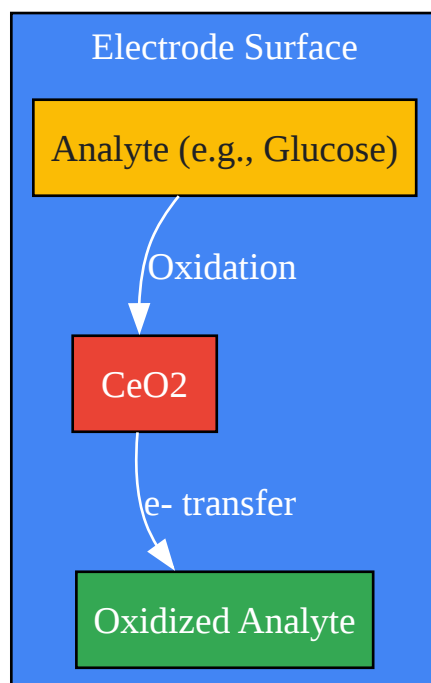 Electrode Surface
Analyte (e.g., Glucose)
Oxidation
CeO2
e- transfer
Oxidized Analyte